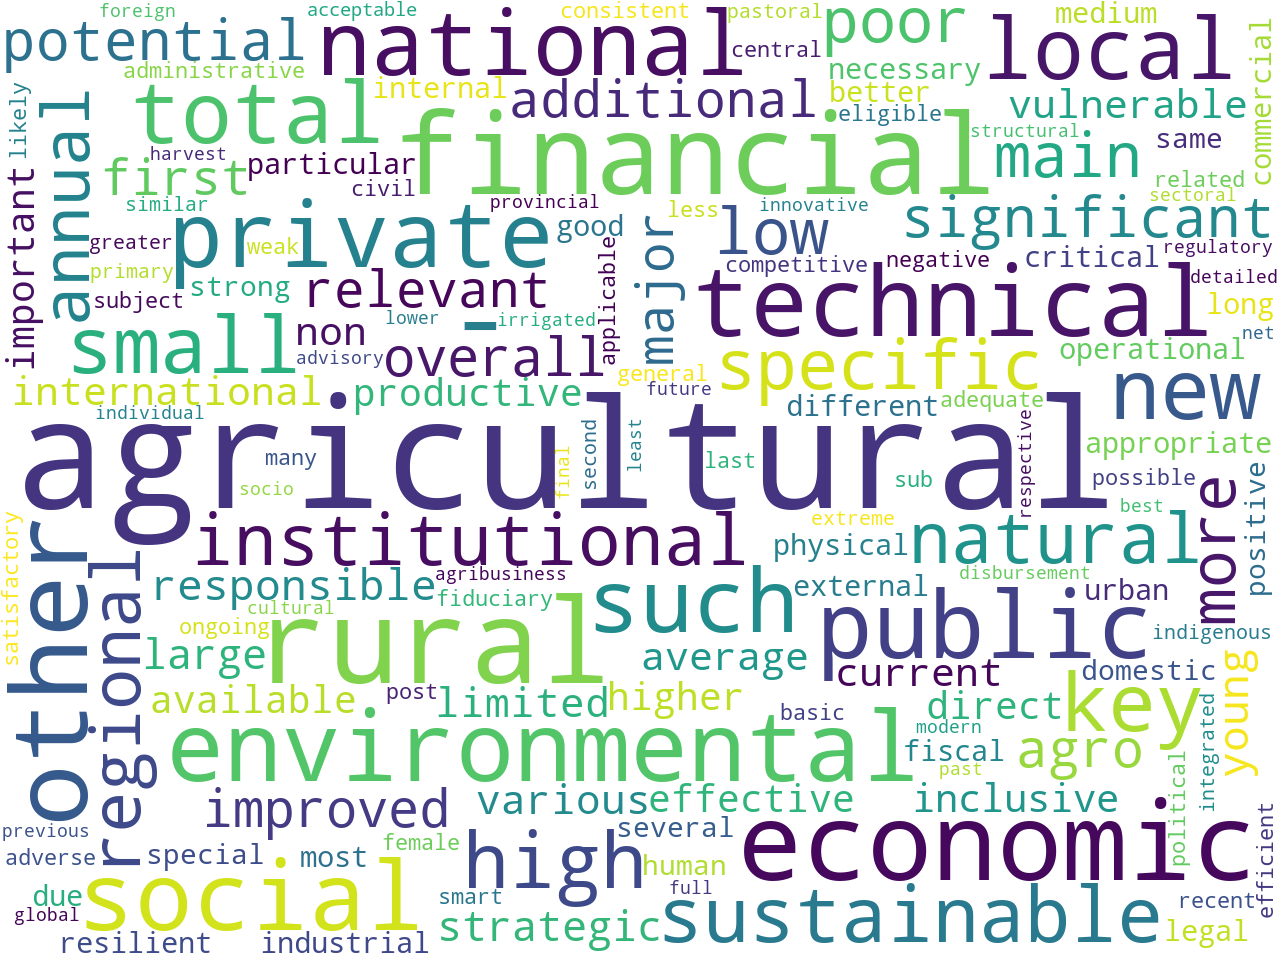 foreign
acceptable
consistent
pastoral
poor
medium
potential
national
central
local
administrative
internal
additional
necessary
better
commercial
likely
annual
total
financial
eligible
vulnerable
structural
main
same
harvest
first
particular
civil
similar
provincial
less
innovative
related
sectoral
important
greater
private
weak
good
major
low
significant
regulatory
primary
subject
strong
relevant
applicable
competitive
negative
critical
detailed
technical
long
small
non
lower
irrigated
advisory
overall
general
specific
operational
net
international
productive
future
different
adequate
new
individual
agricultural
many
socio
final
second
least
last
sub
respective
appropriate
possible
best
positive
more
satisfactory
other
regional
institutional
extreme
physical
natural
responsible
agribusiness
fiduciary
such
external
disbursement
urban
cultural
ongoing
rural
public
indigenous
large
average
current
domestic
young
available
post
limited
higher
basic
direct
key
modern
fiscal
agro
integrated
environmental
past
political
improved
various
effective
inclusive
efficient
previous
adverse
special
most
female
high
several
human
economic
due
social
smart
full
recent
global
resilient
industrial
strategic
sustainable
legal